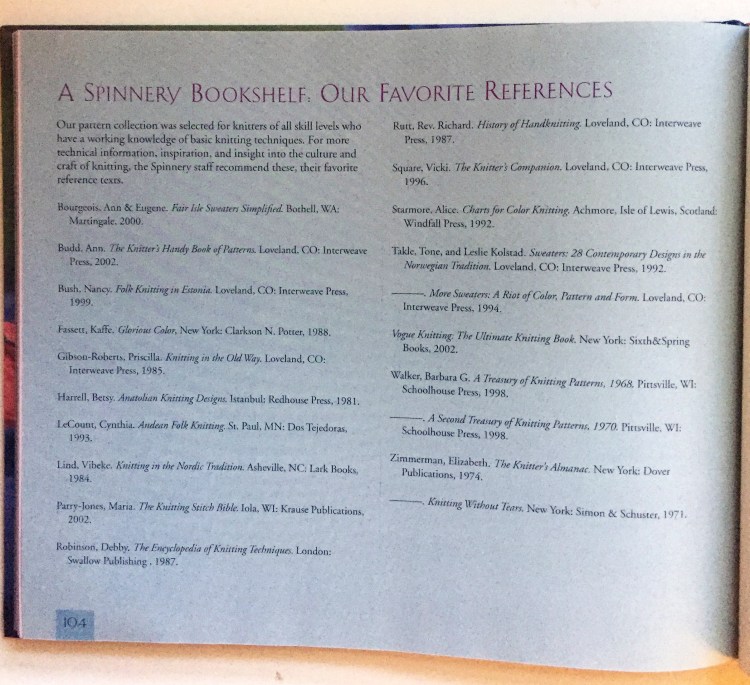 A SPINNERY BOOKSHELF: OUR FAVORITE REFERENCES
Our pattern collection was selected for knitters of all skill levels who
have a working knowledge of basic knitting techniques. For more
technical information, inspiration, and insight into the culture and
craft of knitting, the Spinnery staff recommend these, their favorite
reference texts.
Bourgeois, Ann & Eugene. Fair Isle Sweaters Simplified. Bothell, WA:
Martingale, 2000.
Budd, Ann. The Knitter's Handy Book of Patterns. Loveland, CO: Interweave
Press, 2002.
Bush, Nancy. Folk Knitting in Estonia. Loveland, CO: Interweave Press,
1999.
Fassett, Kaffe. Glorious Color, New York: Clarkson N. Potter, 1988.
Gibson-Roberts, Priscilla. Knitting in the Old Way. Loveland, CO:
Interweave Press, 1985.
Harrell, Betsy. Anatolian Knitting Designs. Istanbul: Redhouse Press, 1981.
LeCount, Cynthia. Andean Folk Knitting. St. Paul, MN: Dos Tejedoras,
1993.
Lind, Vibeke. Knitting in the Nordic Tradition. Asheville, NC: Lark Books,
1984.
Parry-Jones, Maria. The Knitting Stitch Bible. Iola, WI: Krause Publications,
2002.
Robinson, Debby. The Encyclopedia of Knitting Techniques. London:
Swallow Publishing , 1987.
104
Rutt, Rev. Richard. History of Handknitting. Loveland, CO: Interweave
Press, 1987.
Square, Vicki. The Knitter's Companion. Loveland, CO: Interweave Press,
1996.
Starmore, Alice. Charts for Color Knitting. Achmore, Isle of Lewis, Scotland:
Windfall Press, 1992.
Takle, Tone, and Leslie Kolstad. Sweaters: 28 Contemporary Designs in the
Norwegian Tradition. Loveland, CO: Interweave Press, 1992.
———. More Sweaters: A Riot of Color, Pattern and Form. Loveland, CO:
Interweave Press, 1994.
Vogue Knitting: The Ultimate Knitting Book. New York: Sixth&Spring
Books, 2002.
Walker, Barbara G. A Treasury of Knitting Patterns, 1968. Pittsville, WI:
Schoolhouse Press, 1998.
———. A Second Treasury of Knitting Patterns, 1970. Pittsville, WI:
Schoolhouse Press, 1998.
Zimmerman, Elizabeth. The Knitter's Almanac. New York: Dover
Publications, 1974.
———. Knitting Without Tears. New York: Simon & Schuster, 1971.